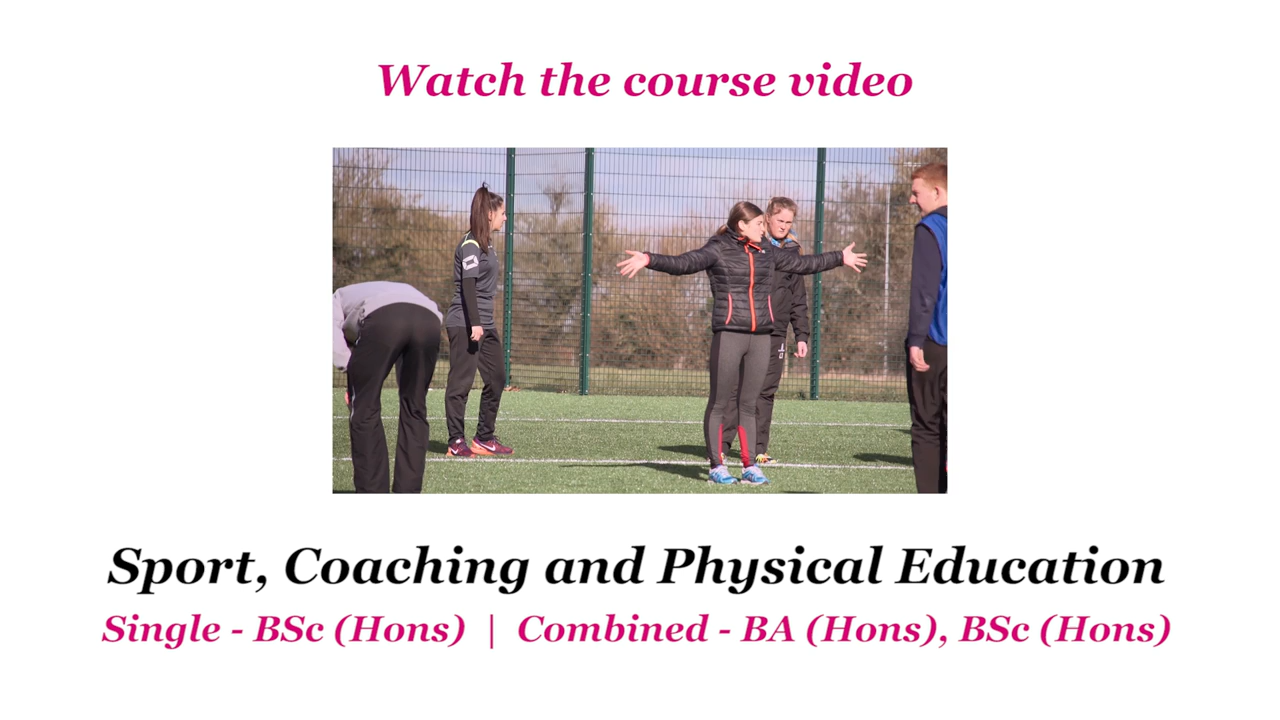 Watch the course video
Sport, Coaching and Physical Education
Single - BSc (Hons) | Combined - BA (Hons), BSc (Hons)